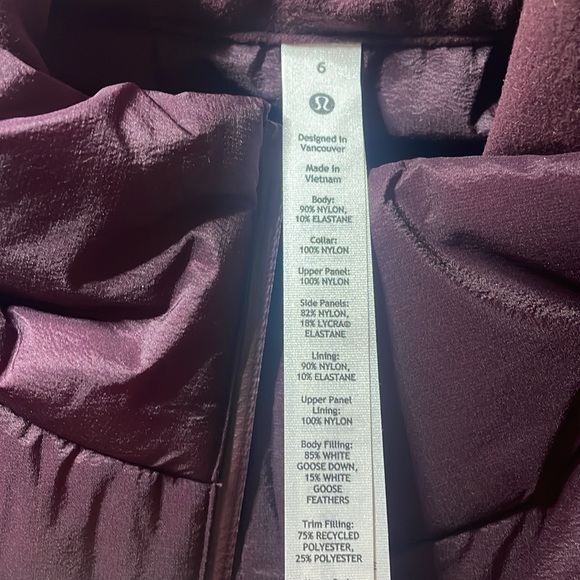 6
Designed in
Vancouver
Made in
Vietnam
Body:
90% NYLON,
10% ELASTANE
Collar:
100% NYLON
Upper Panel:
100% NYLON
Side Panels:
82% NYLON,
18% LYCRA®
ELASTANE
Lining:
90% NYLON,
10% ELASTANE
Upper Panel
Lining:
100% NYLON
Body Filling:
85% WHITE
GOOSE DOWN,
15% WHITE
GOOSE
FEATHERS
Trim Filling:
75% RECYCLED
POLYESTER,
25% POLYESTER